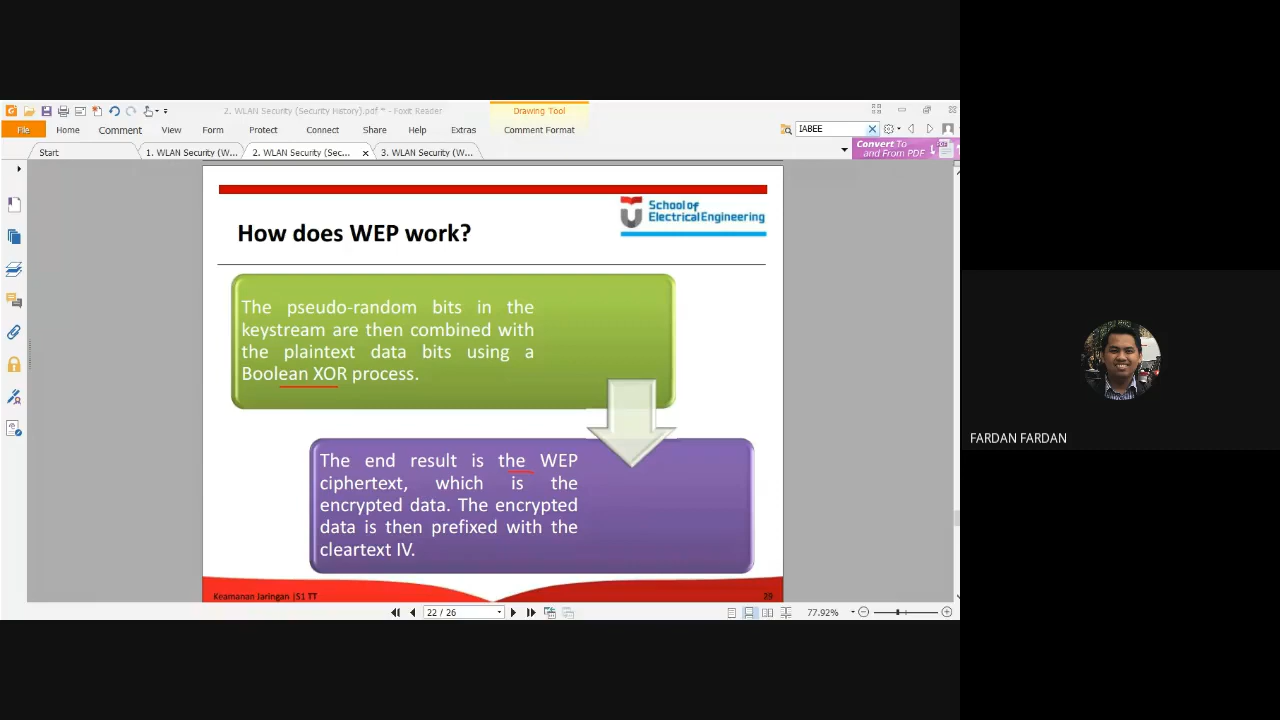 2. WLAN Security (Security History).pdf * - Foxit Reader
Drawing Tool
File Home Comment View Form Protect Connect Share Help Extras Comment Format
IABEE
Start
1. WLAN Security (W...
2. WLAN Security (Sec...
3. WLAN Security (W...
Convert To
and From PDF
School of
Electrical Engineering
How does WEP work?
The pseudo-random bits in the
keystream are then combined with
the plaintext data bits using a
Boolean XOR process.
The end result is the WEP
ciphertext, which is the
encrypted data. The encrypted
data is then prefixed with the
cleartext IV.
Keamanan Jaringan |S1 TT
29
22 / 26
77.92%
FARDAN FARDAN